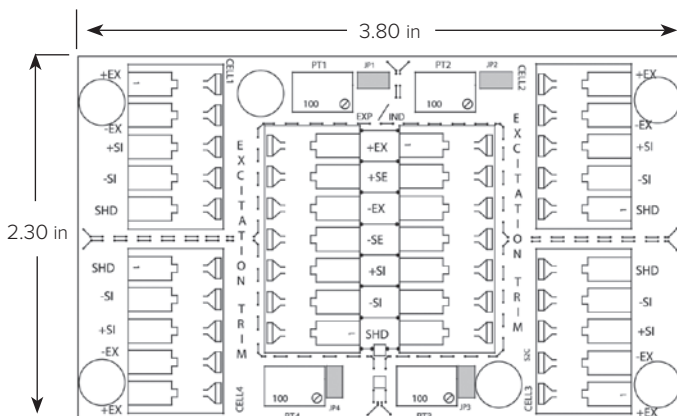 3.80 in
2.30 in
+EX
-EX
+SI
-SI
SHD
CELL1
PT1
JP1
100
PT2
JP2
100
CELL2
+EX
-EX
+SI
-SI
SHD
EXP / IND
EXCITATION TRIM
+EX
+SE
-EX
-SE
+SI
-SI
SHD
EXCITATION TRIM
SHD
-SI
+SI
-EX
+EX
CELL4
100
JP4
PT4
100
JP3
PT3
CELL3
SHD
-SI
+SI
-EX
+EX